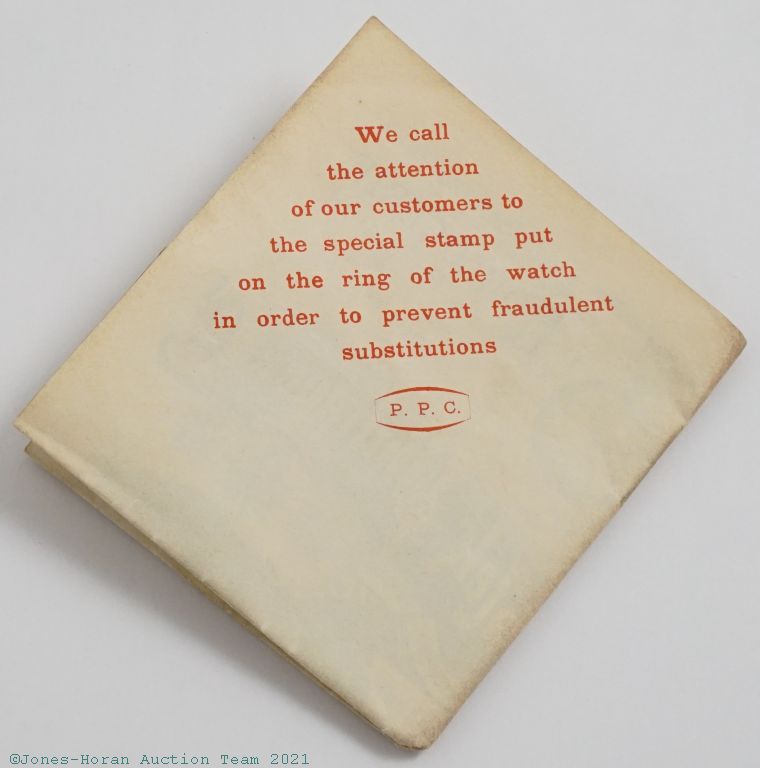 We call
the attention
of our customers to
the special stamp put
on the ring of the watch
in order to prevent fraudulent
substitutions
P. P. C.
©Jones-Horan Auction Team 2021